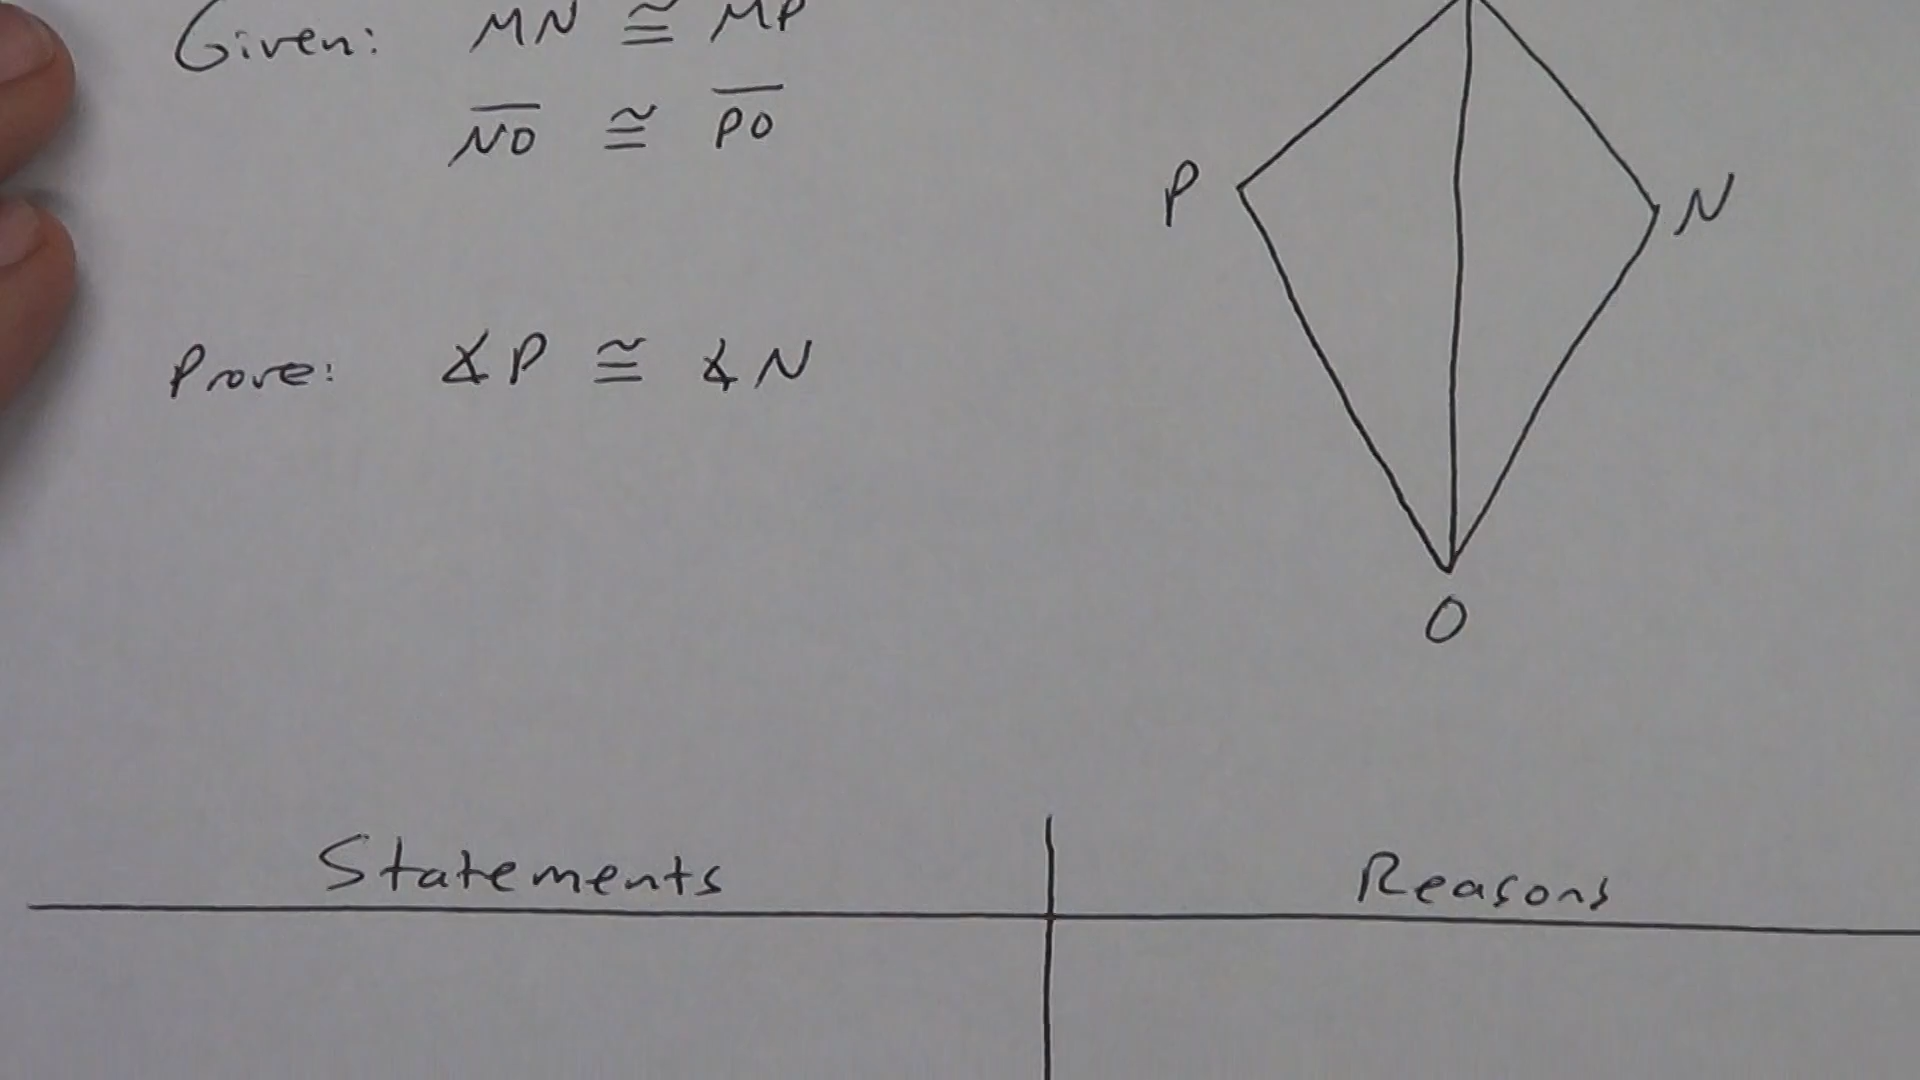 Given: MN ≅ MP
NO ≅ PO
P
N
Prove: ∡P ≅ ∡N
O
Statements
Reasons